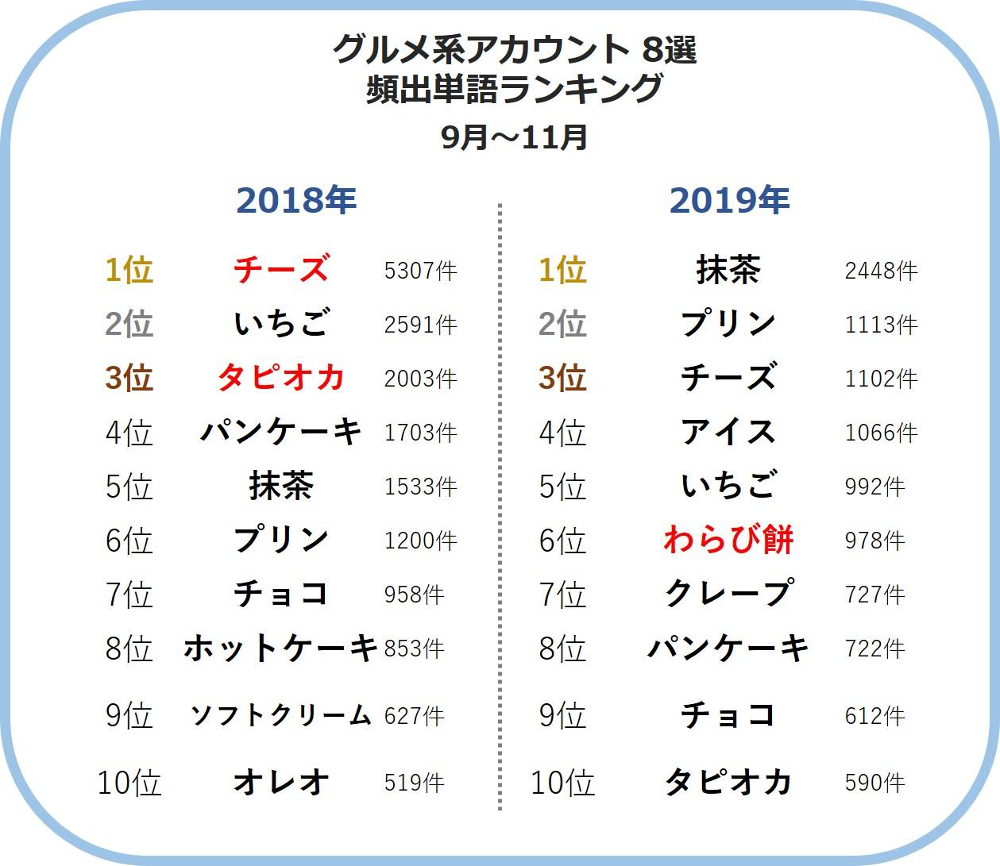 グルメ系アカウント 8選
頻出単語ランキング
9月～11月
2018年
1位 チーズ 5307件
2位 いちご 2591件
3位 タピオカ 2003件
4位 パンケーキ 1703件
5位 抹茶 1533件
6位 プリン 1200件
7位 チョコ 958件
8位 ホットケーキ 853件
9位 ソフトクリーム 627件
10位 オレオ 519件
2019年
1位 抹茶 2448件
2位 プリン 1113件
3位 チーズ 1102件
4位 アイス 1066件
5位 いちご 992件
6位 わらび餅 978件
7位 クレープ 727件
8位 パンケーキ 722件
9位 チョコ 612件
10位 タピオカ 590件